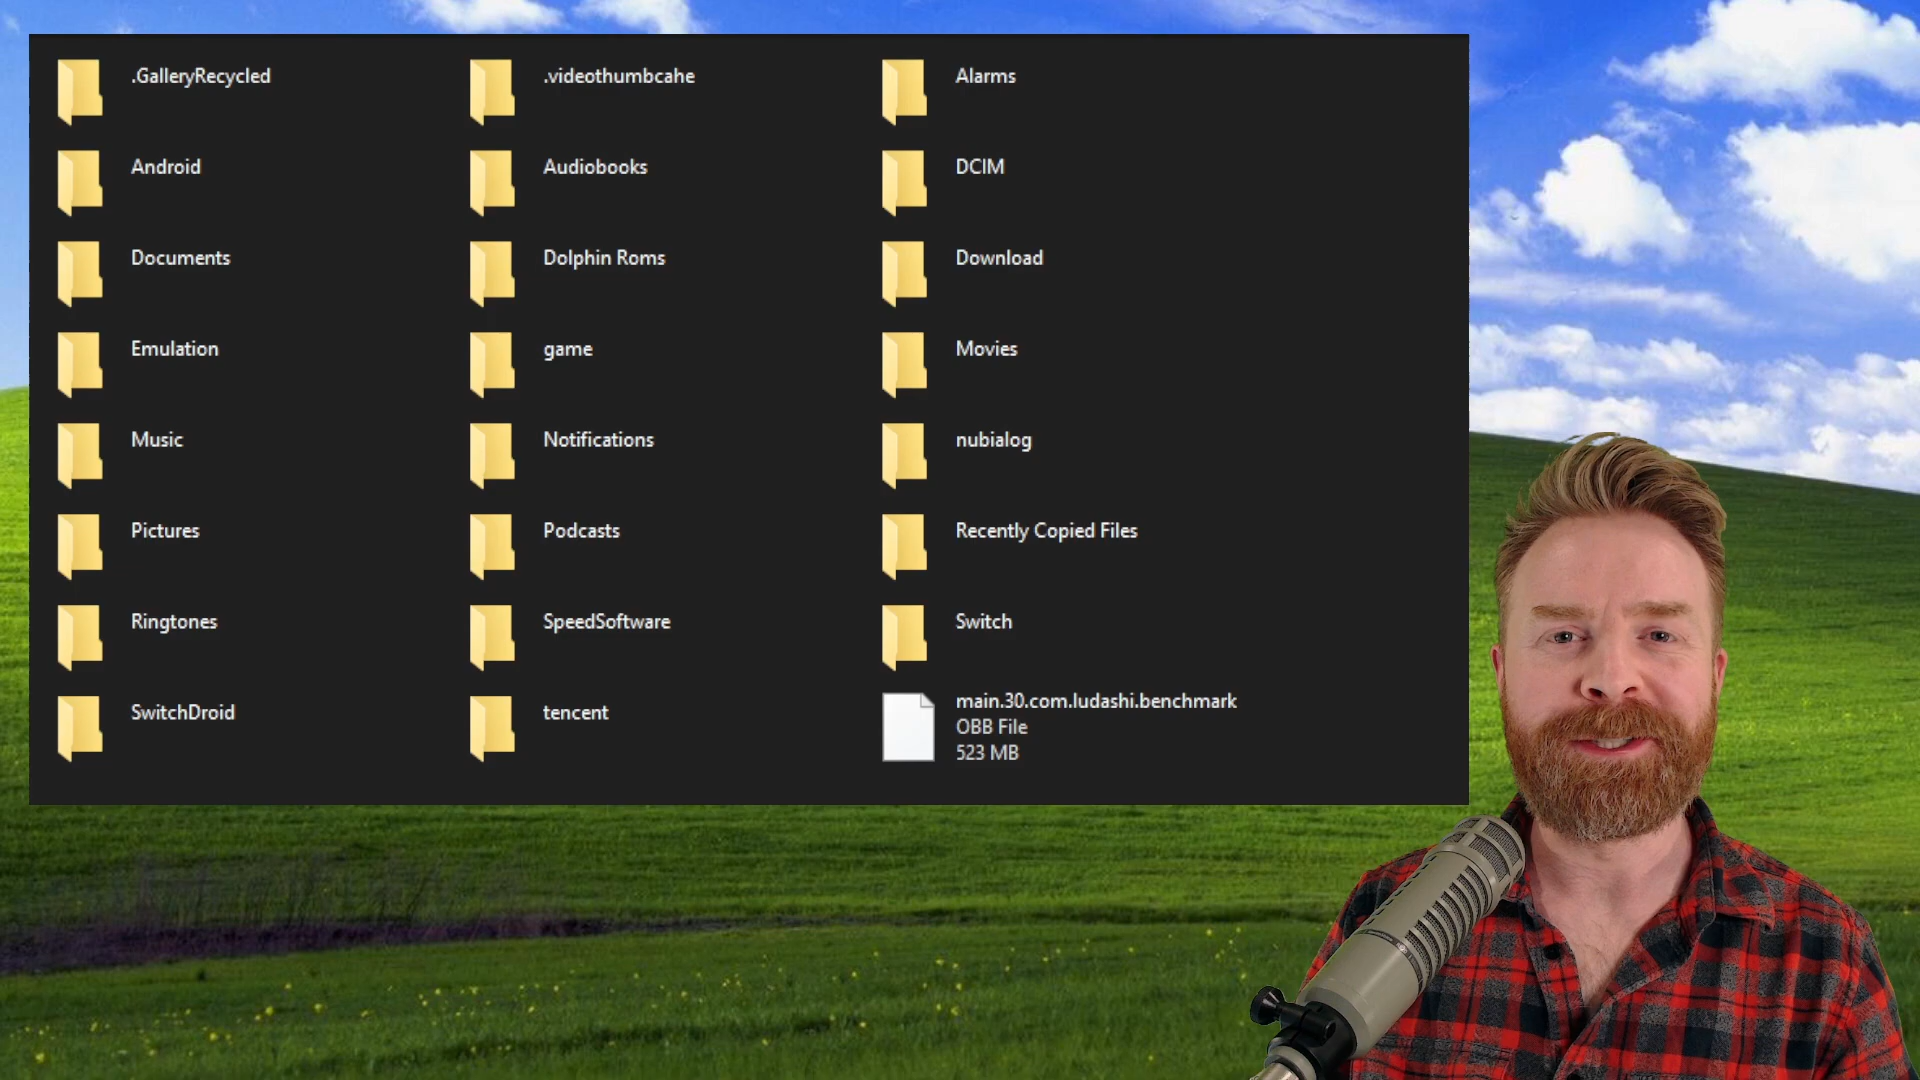 .GalleryRecycled
.videothumbcahe
Alarms
Android
Audiobooks
DCIM
Documents
Dolphin Roms
Download
Emulation
game
Movies
Music
Notifications
nubialog
Pictures
Podcasts
Recently Copied Files
Ringtones
SpeedSoftware
Switch
SwitchDroid
tencent
main.30.com.ludashi.benchmark
OBB File
523 MB